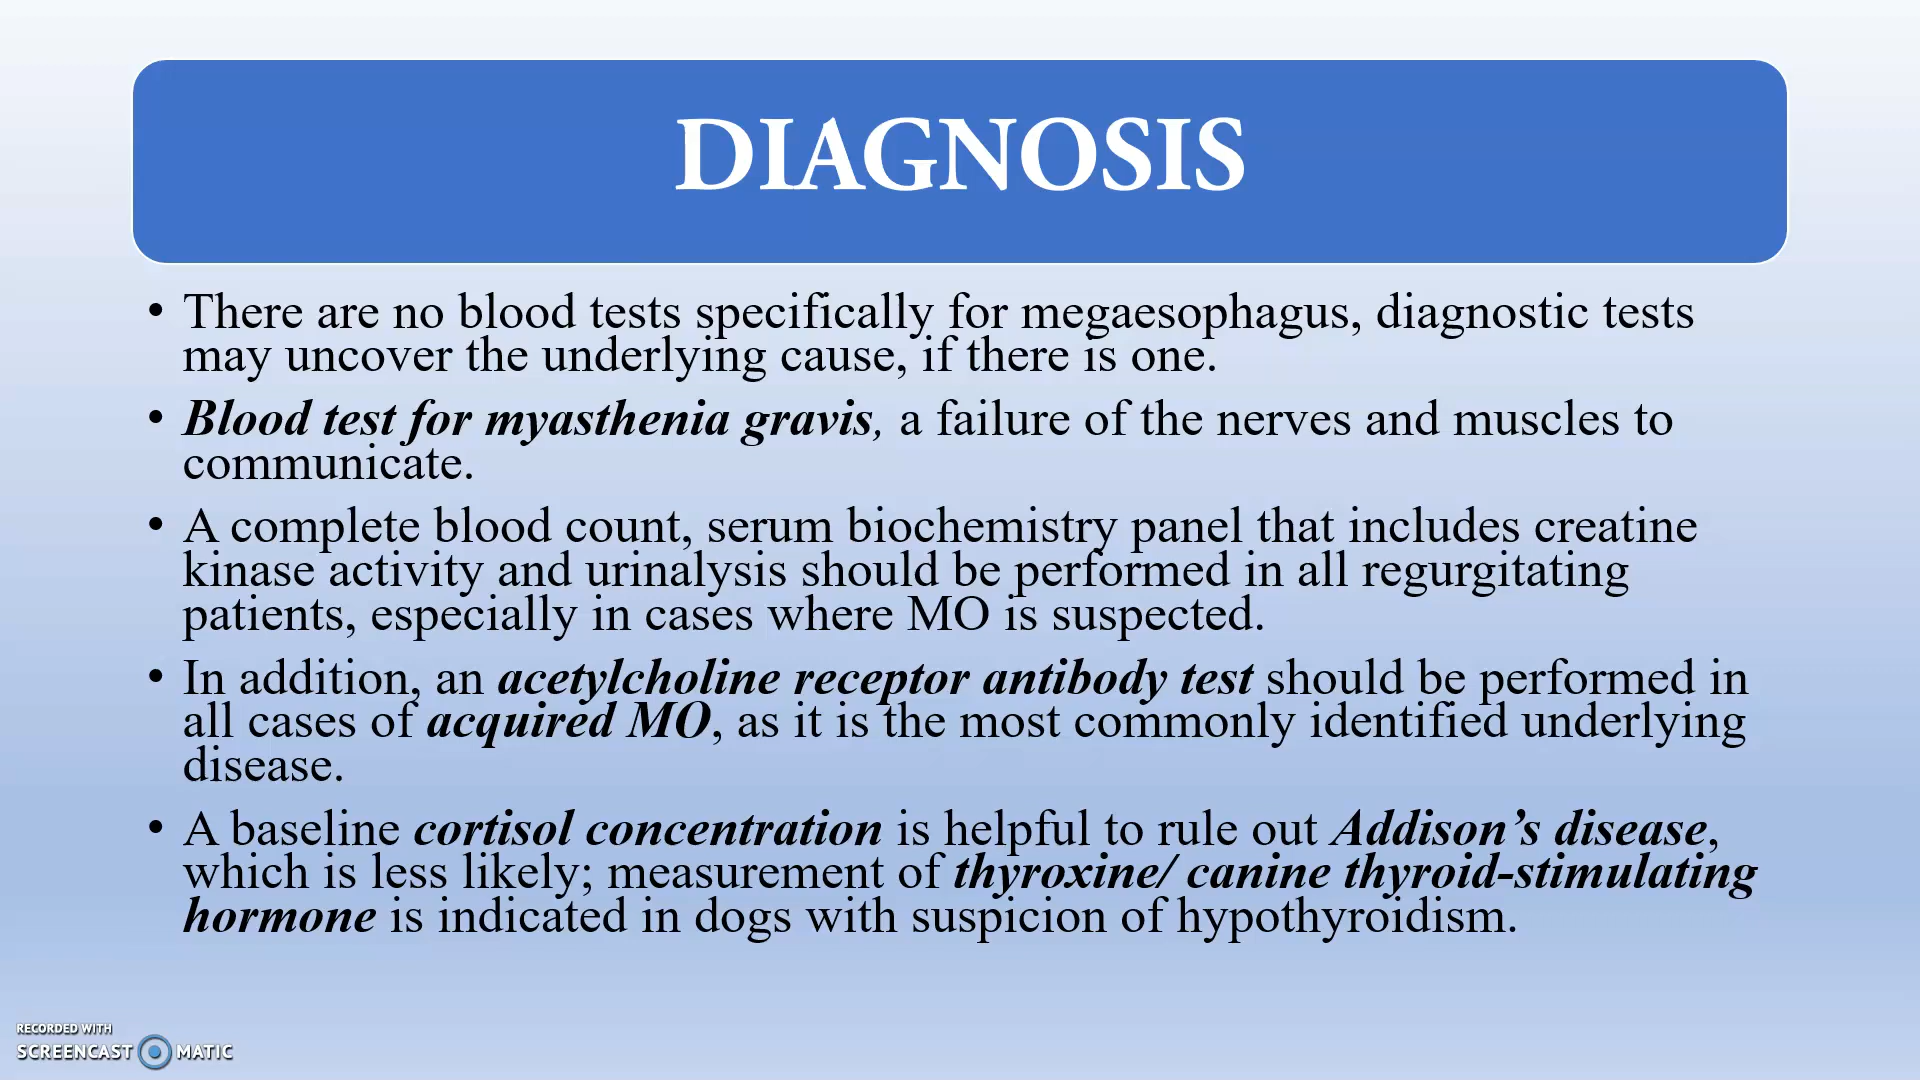 DIAGNOSIS
• There are no blood tests specifically for megaesophagus, diagnostic tests
may uncover the underlying cause, if there is one.
• Blood test for myasthenia gravis, a failure of the nerves and muscles to
communicate.
• A complete blood count, serum biochemistry panel that includes creatine
kinase activity and urinalysis should be performed in all regurgitating
patients, especially in cases where MO is suspected.
• In addition, an acetylcholine receptor antibody test should be performed in
all cases of acquired MO, as it is the most commonly identified underlying
disease.
• A baseline cortisol concentration is helpful to rule out Addison’s disease,
which is less likely; measurement of thyroxine/ canine thyroid-stimulating
hormone is indicated in dogs with suspicion of hypothyroidism.
RECORDED WITH
SCREENCAST MATIC